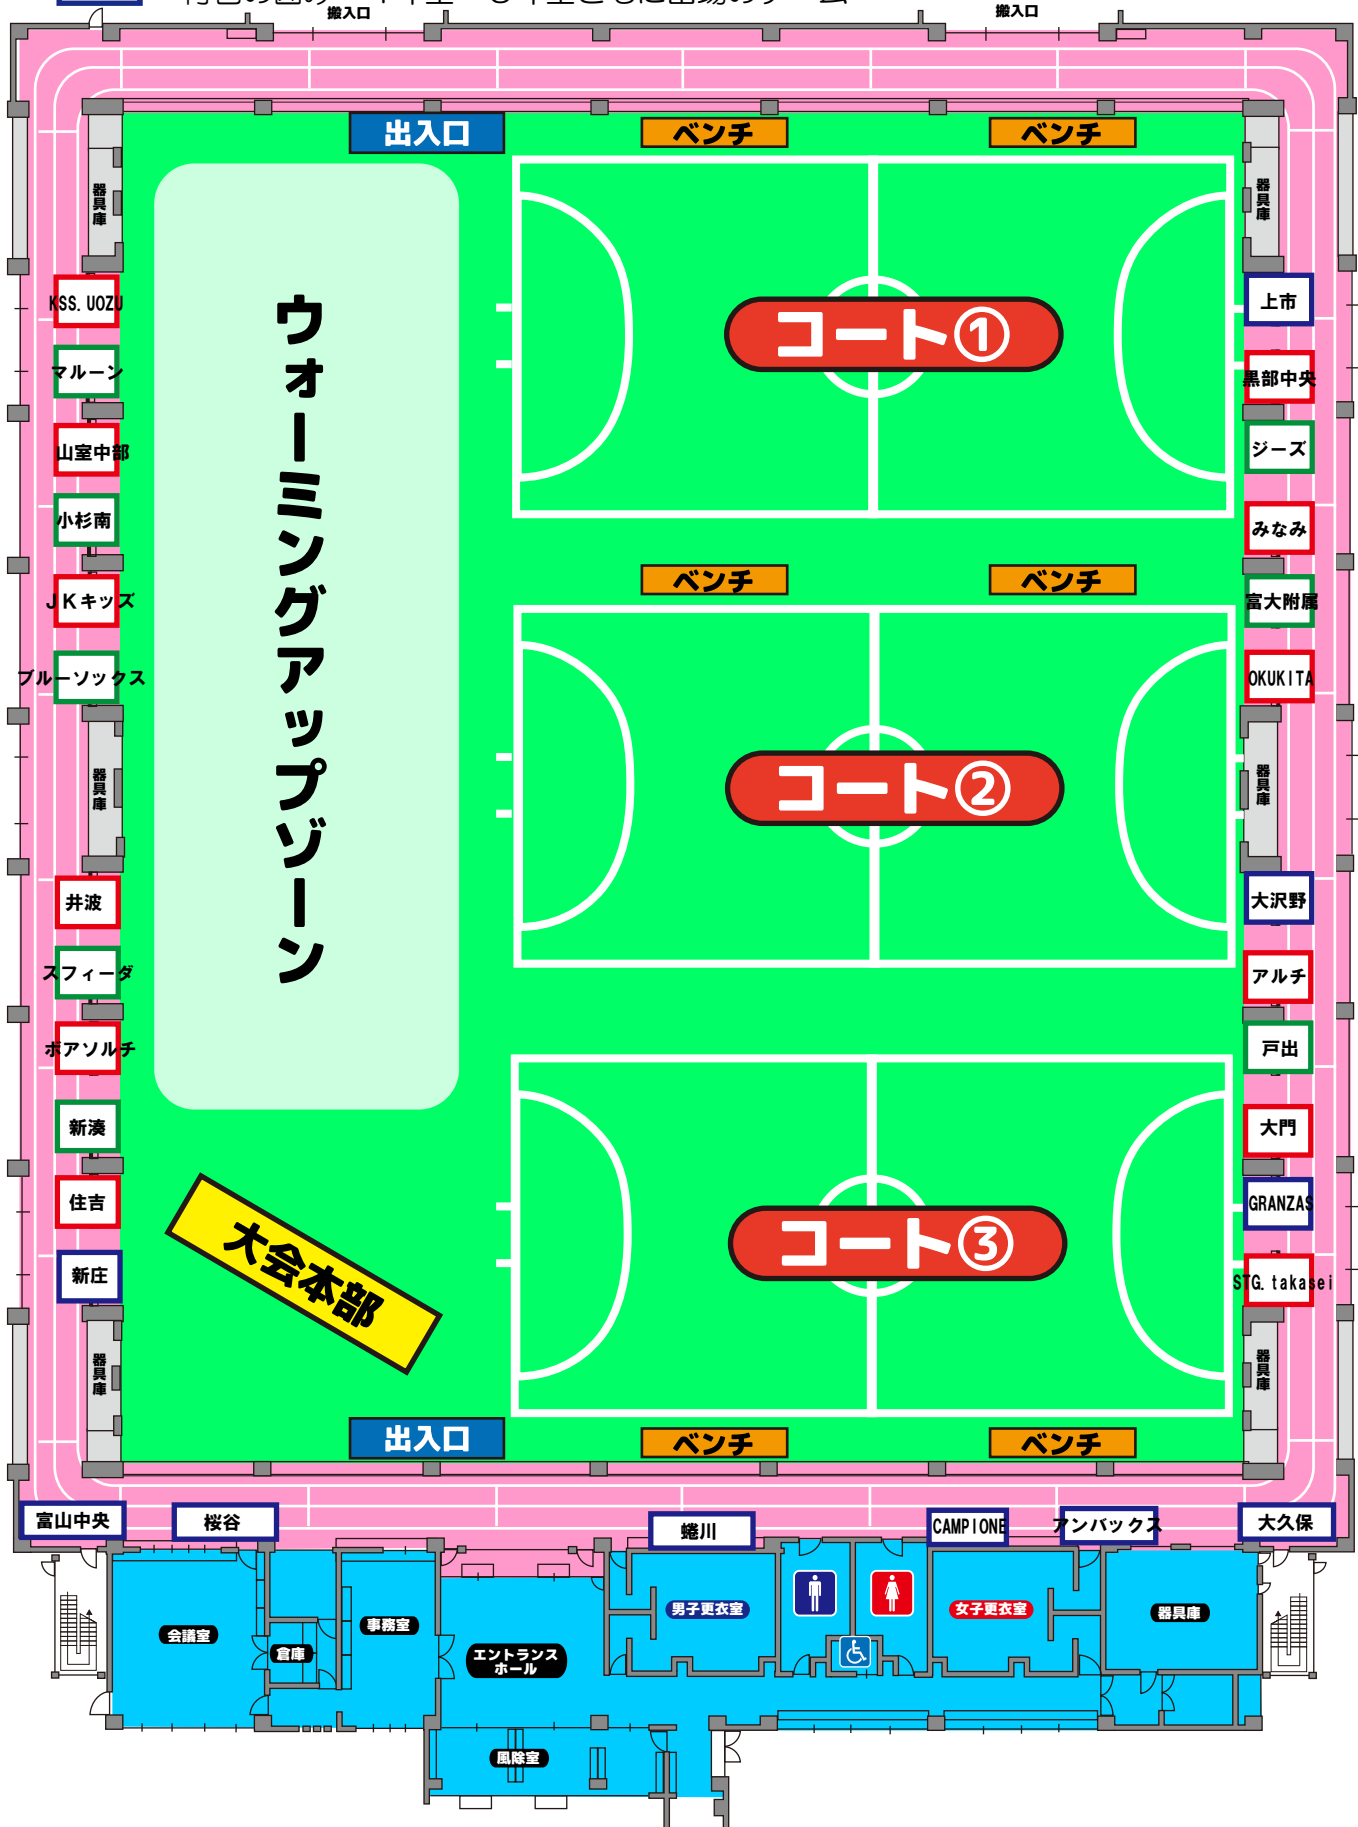 搬入口
搬入口
出入口
ベンチ
ベンチ
器具庫
器具庫
KSS.UOZU
マルーン
山室中部
小杉南
JKキッズ
ブルーソックス
器具庫
井波
スフィーダ
ボアソルチ
新湊
住吉
新庄
器具庫
ウォーミングアップゾーン
コート①
ベンチ
ベンチ
コート②
コート③
大会本部
出入口
ベンチ
ベンチ
上市
黒部中央
ジーズ
みなみ
富大附属
OKUKITA
器具庫
大沢野
アルチ
戸出
大門
GRANZAS
STG.takasei
器具庫
富山中央
桜谷
蜷川
CAMPIONE
アンバックス
大久保
会議室
倉庫
事務室
エントランス
ホール
男子更衣室
女子更衣室
器具庫
風除室